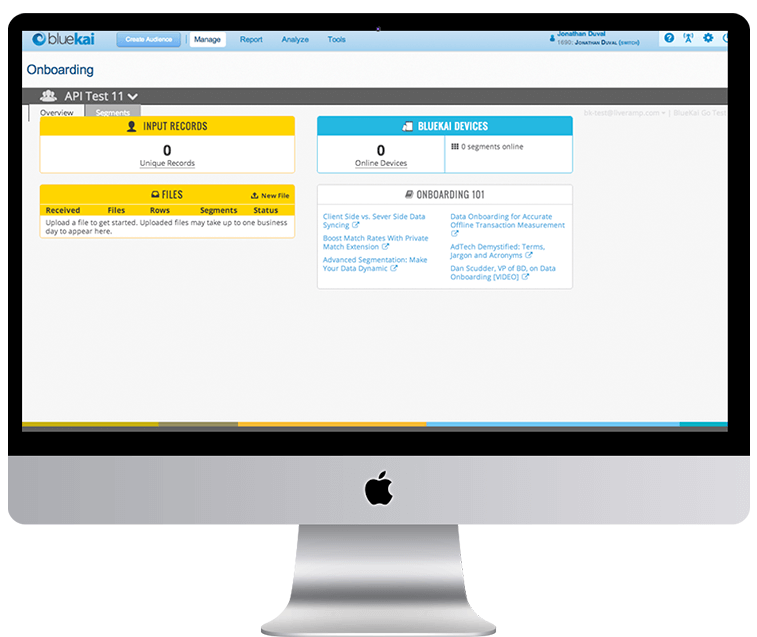 bluekai
Create Audience
Manage
Report
Analyze
Tools
Jonathan Duval
1690: Jonathan Duval (switch)
Onboarding
API Test 11
Overview
Segments
bk-test@liveramp.com | BlueKai Go Test
INPUT RECORDS
0
Unique Records
BLUEKAI DEVICES
0
Online Devices
0 segments online
FILES
New File
Received Files Rows Segments Status
Upload a file to get started. Uploaded files may take up to one business
day to appear here.
ONBOARDING 101
Client Side vs. Sever Side Data
Syncing
Boost Match Rates With Private
Match Extension
Advanced Segmentation: Make
Your Data Dynamic
Data Onboarding for Accurate
Offline Transaction Measurement
AdTech Demystified: Terms,
Jargon and Acronyms
Dan Scudder, VP of BD, on Data
Onboarding [VIDEO]